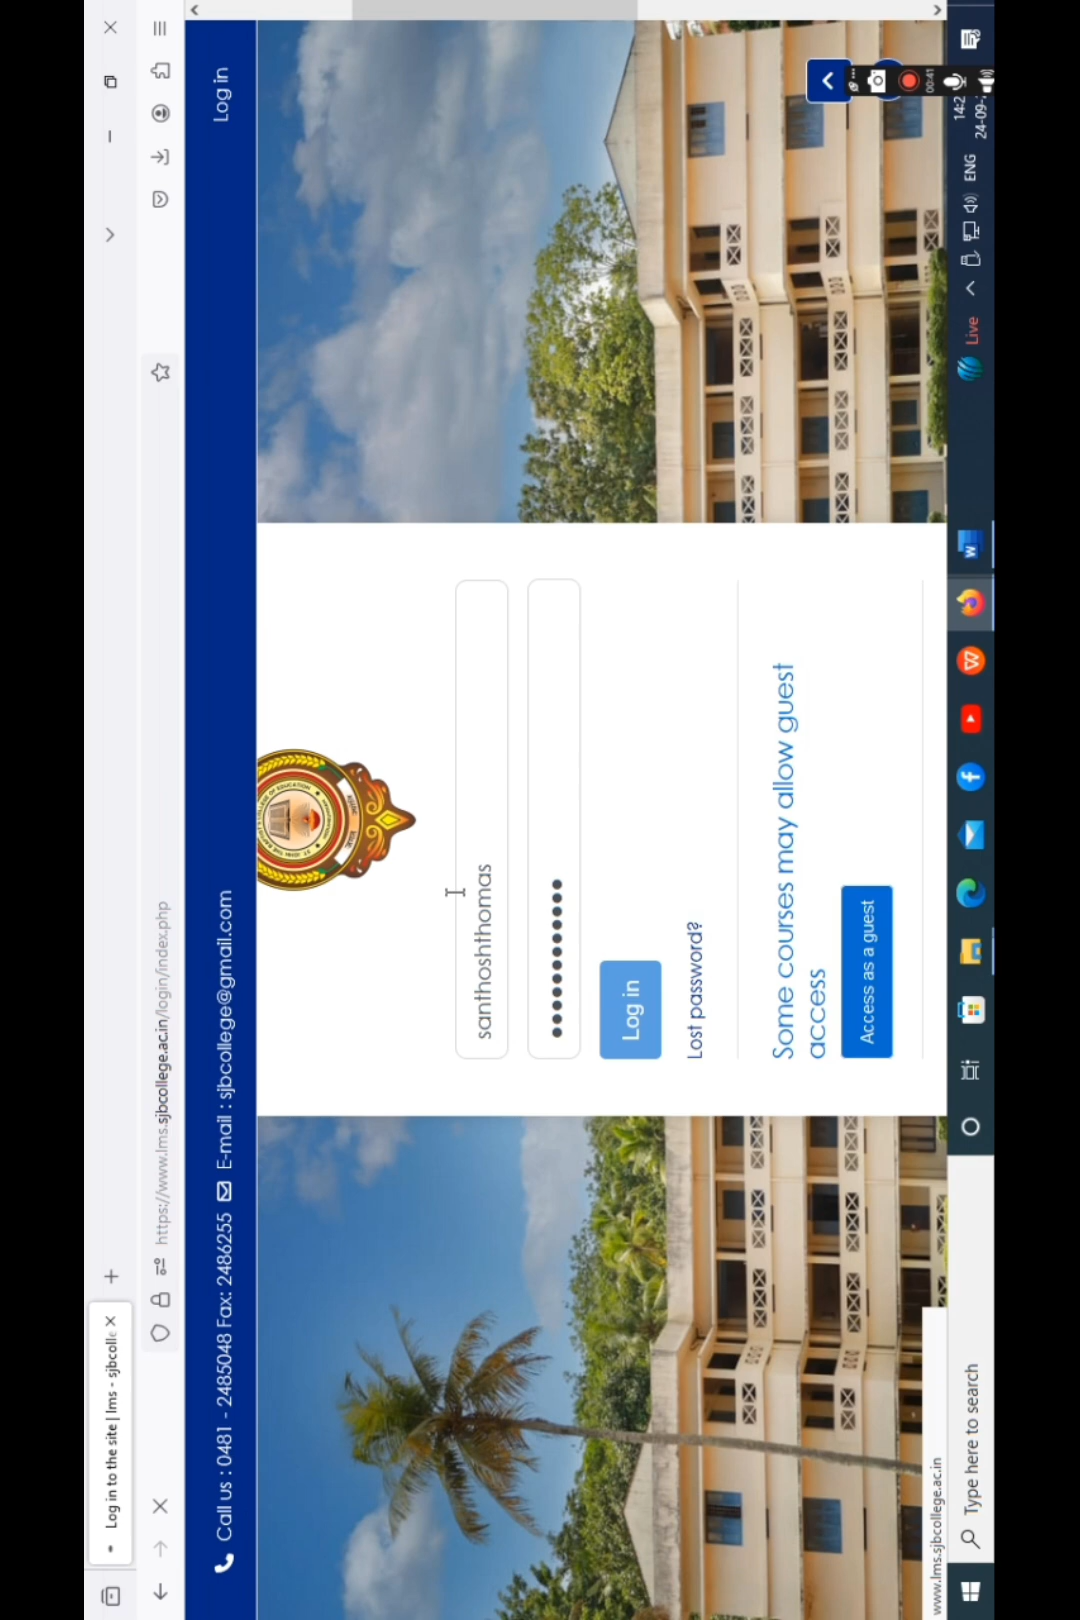 Log in to the site | lms - sjbcolle
https://www.lms.sjbcollege.ac.in/login/index.php
Call us : 0481 - 2485048 Fax: 2486255 E-mail : sjbcollege@gmail.com
Log in
santhoshthomas
Log in
Lost password?
Some courses may allow guest
access
Access as a guest
www.lms.sjbcollege.ac.in
Type here to search
Live
ENG
14:2
24-09-
00:41